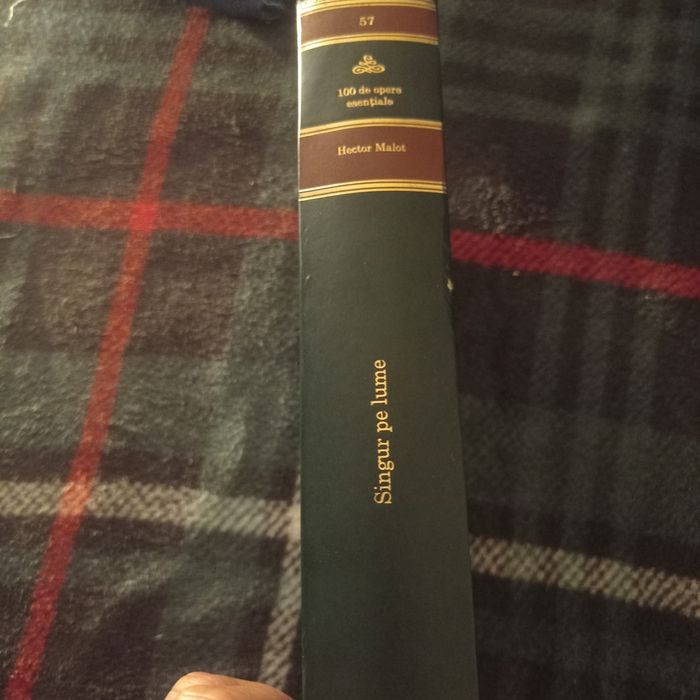 57
100 de opere
esențiale
Hector Malot
Singur pe lume